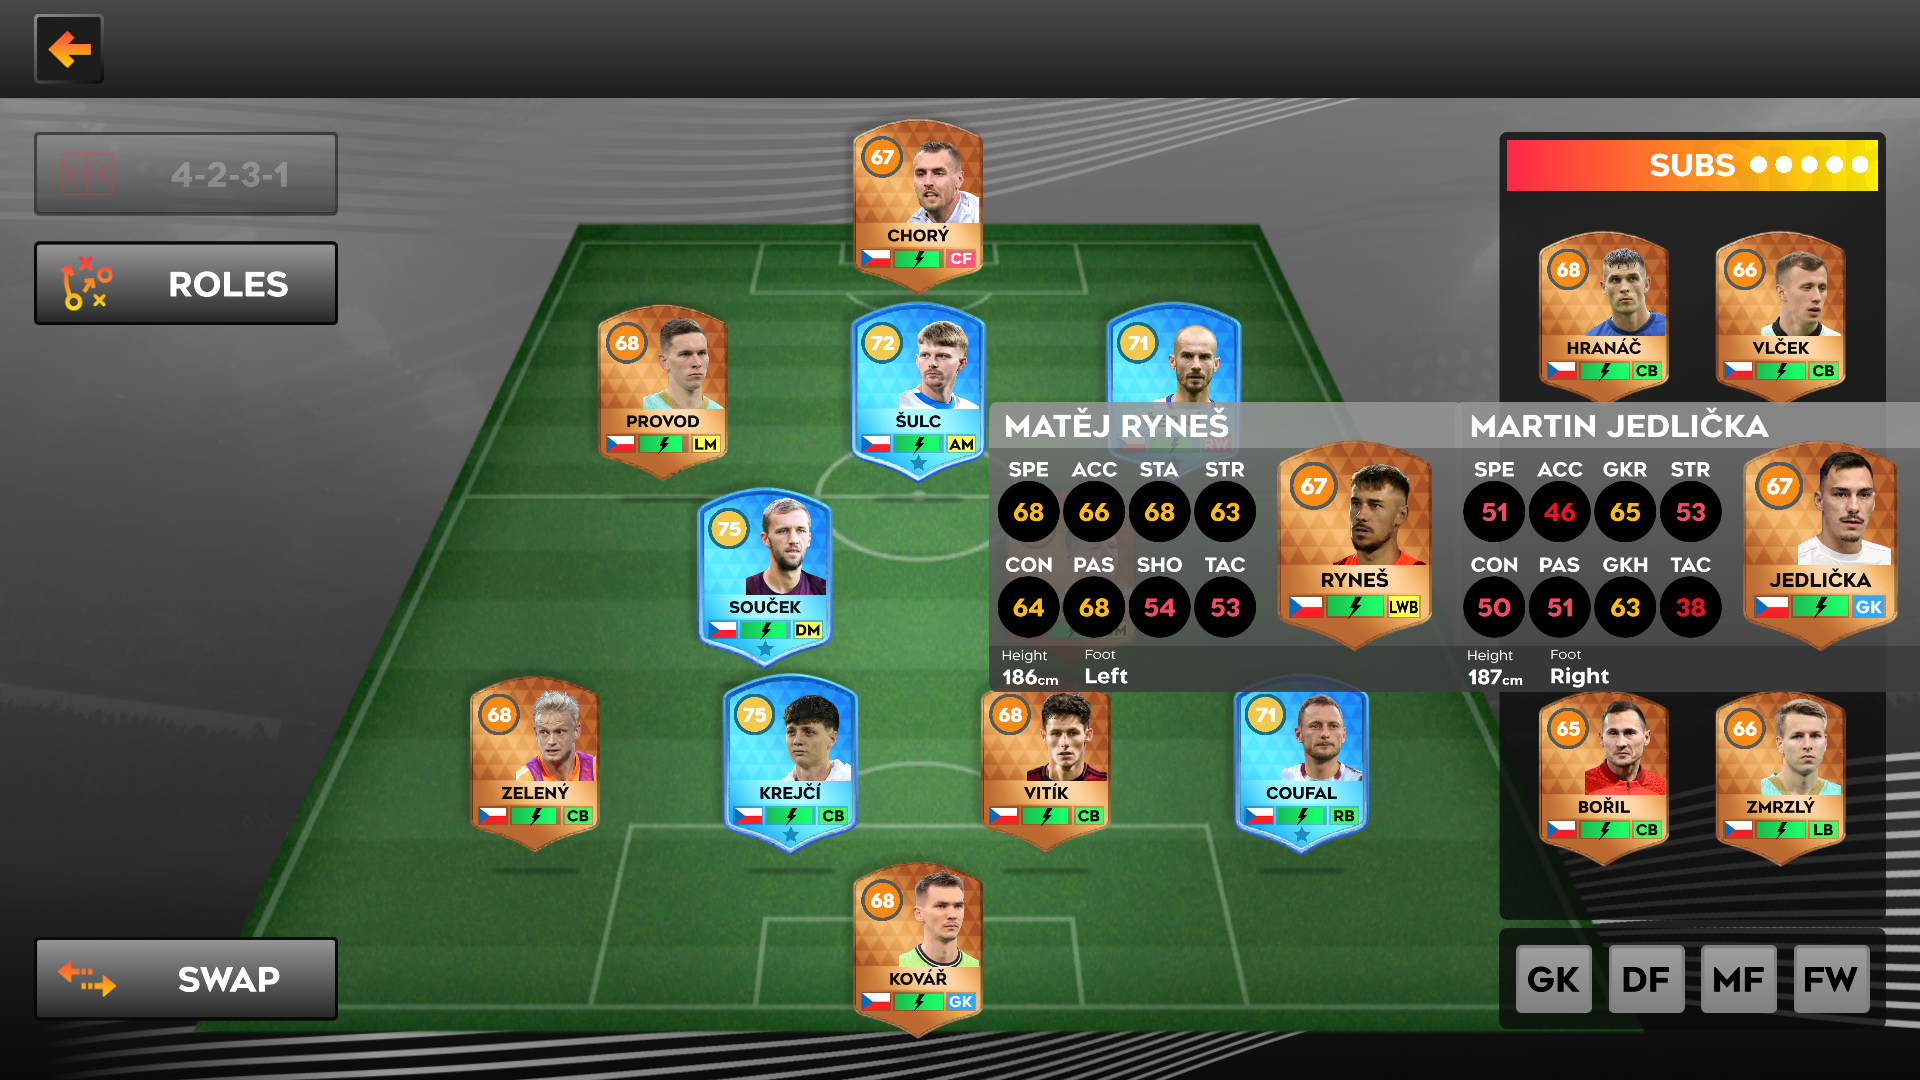 4-2-3-1
ROLES
SWAP
67
CHORÝ
CF
68
PROVOD
LM
72
ŠULC
AM
71
RW
75
SOUČEK
DM
68
ZELENÝ
CB
75
KREJČÍ
CB
68
VITÍK
CB
71
COUFAL
RB
68
KOVÁŘ
GK
MATĚJ RYNEŠ
SPE ACC STA STR
68 66 68 63
CON PAS SHO TAC
64 68 54 53
Height Foot
186cm Left
67
RYNEŠ
LWB
MARTIN JEDLIČKA
SPE ACC GKR STR
51 46 65 53
CON PAS GKH TAC
50 51 63 38
Height Foot
187cm Right
67
JEDLIČKA
GK
SUBS
68
HRANÁČ
CB
66
VLČEK
CB
65
BOŘIL
CB
66
ZMRZLÝ
LB
GK DF MF FW